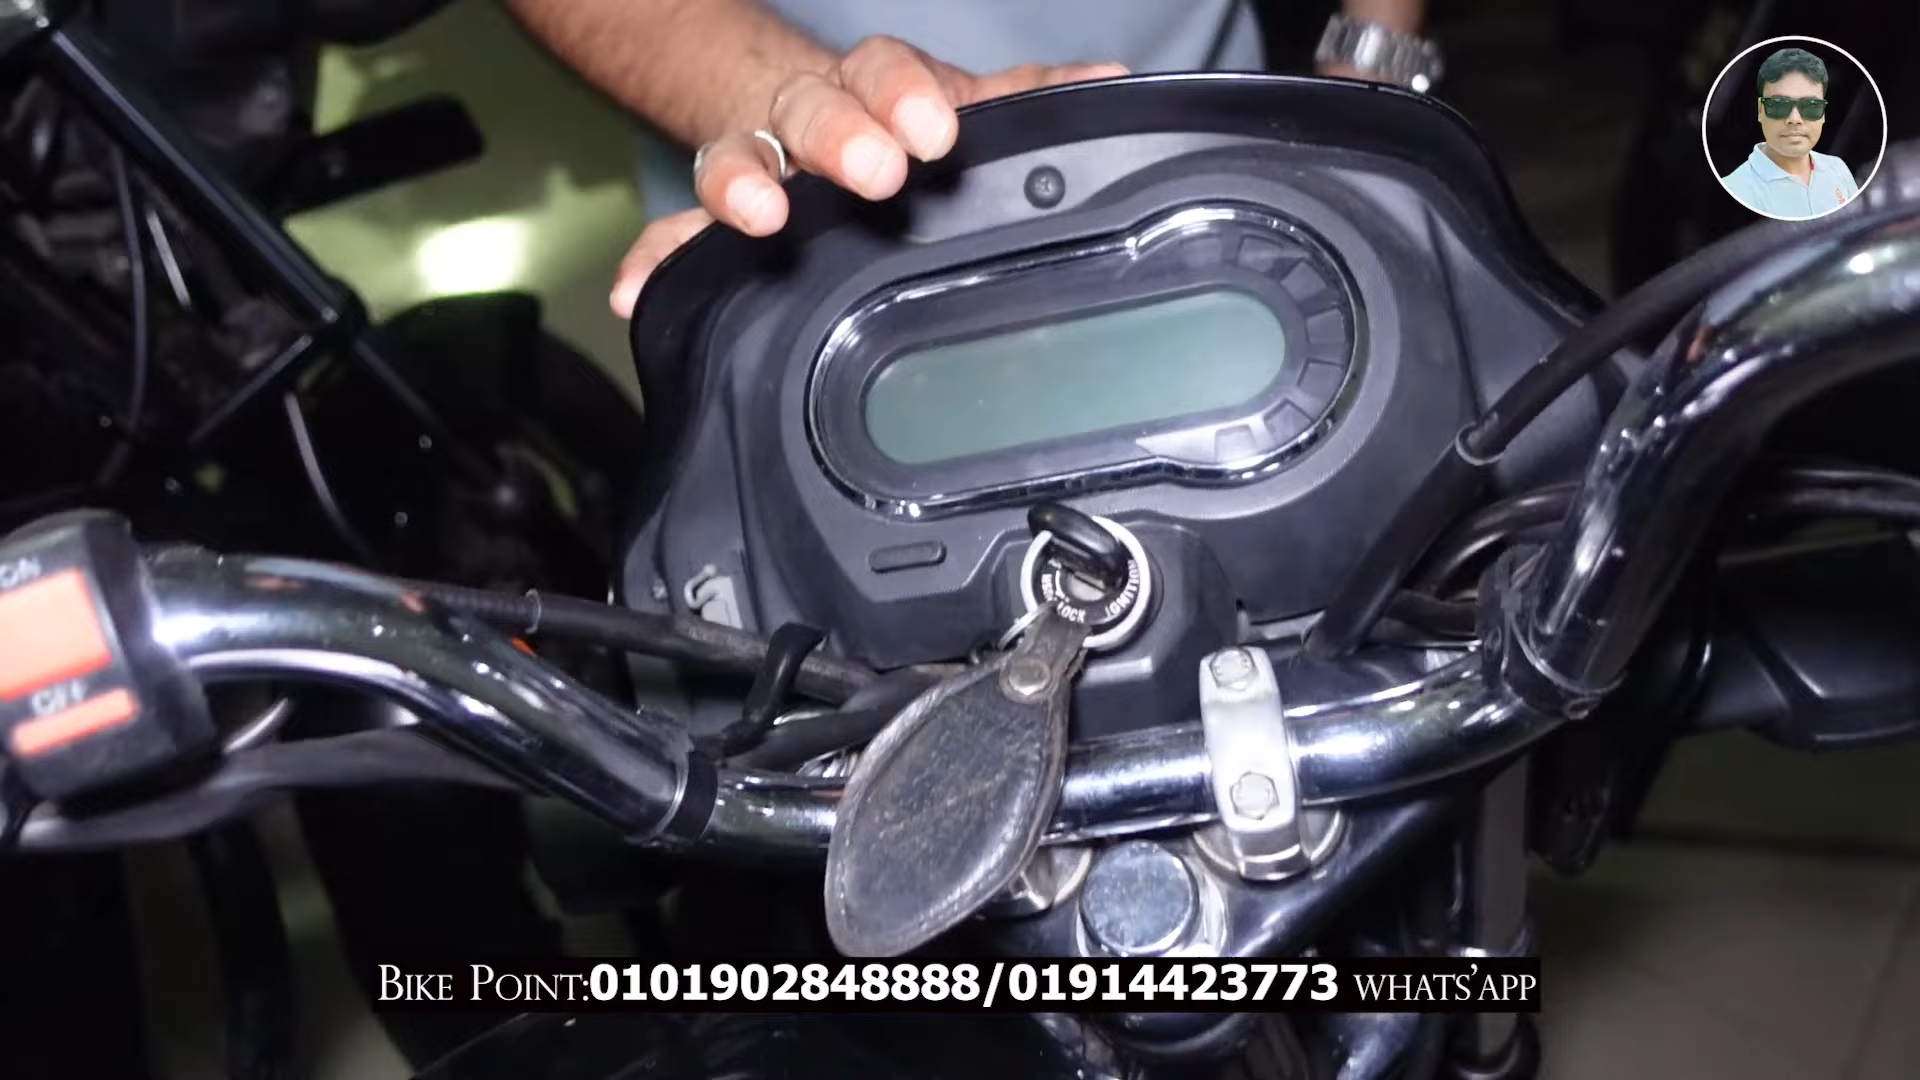 ON
OFF
LOCK
IGNITION
BIKE POINT:0101902848888/01914423773 WHATS'APP